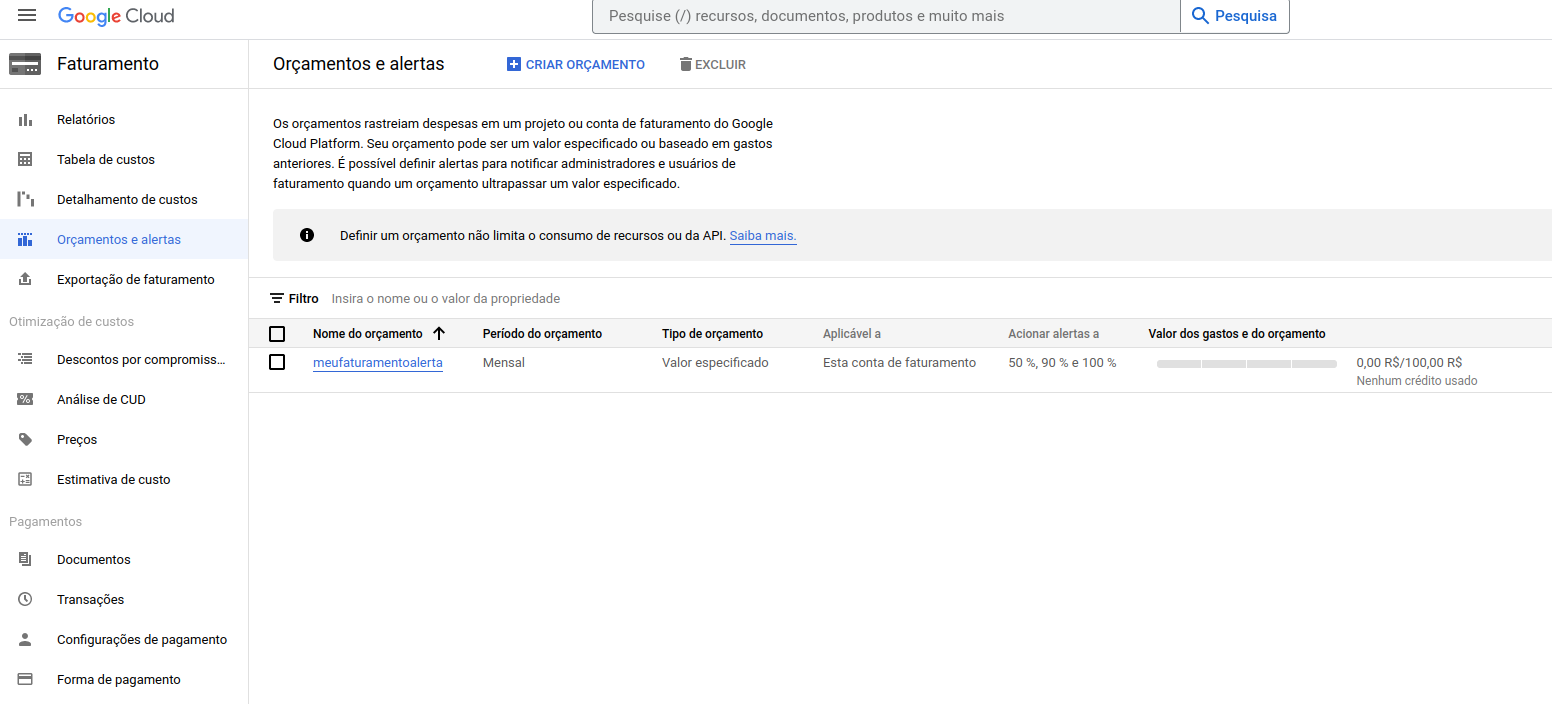 Google Cloud
Pesquise (/) recursos, documentos, produtos e muito mais
Pesquisa
Faturamento
Relatórios
Tabela de custos
Detalhamento de custos
Orçamentos e alertas
Exportação de faturamento
Otimização de custos
Descontos por compromiss...
Análise de CUD
Preços
Estimativa de custo
Pagamentos
Documentos
Transações
Configurações de pagamento
Forma de pagamento
Orçamentos e alertas
CRIAR ORÇAMENTO
EXCLUIR
Os orçamentos rastreiam despesas em um projeto ou conta de faturamento do Google
Cloud Platform. Seu orçamento pode ser um valor especificado ou baseado em gastos
anteriores. É possível definir alertas para notificar administradores e usuários de
faturamento quando um orçamento ultrapassar um valor especificado.
Definir um orçamento não limita o consumo de recursos ou da API. Saiba mais.
Filtro Insira o nome ou o valor da propriedade
Nome do orçamento Período do orçamento Tipo de orçamento Aplicável a Acionar alertas a Valor dos gastos e do orçamento
meufaturamentoalerta Mensal Valor especificado Esta conta de faturamento 50 %, 90 % e 100 % 0,00 R$/100,00 R$
Nenhum crédito usado